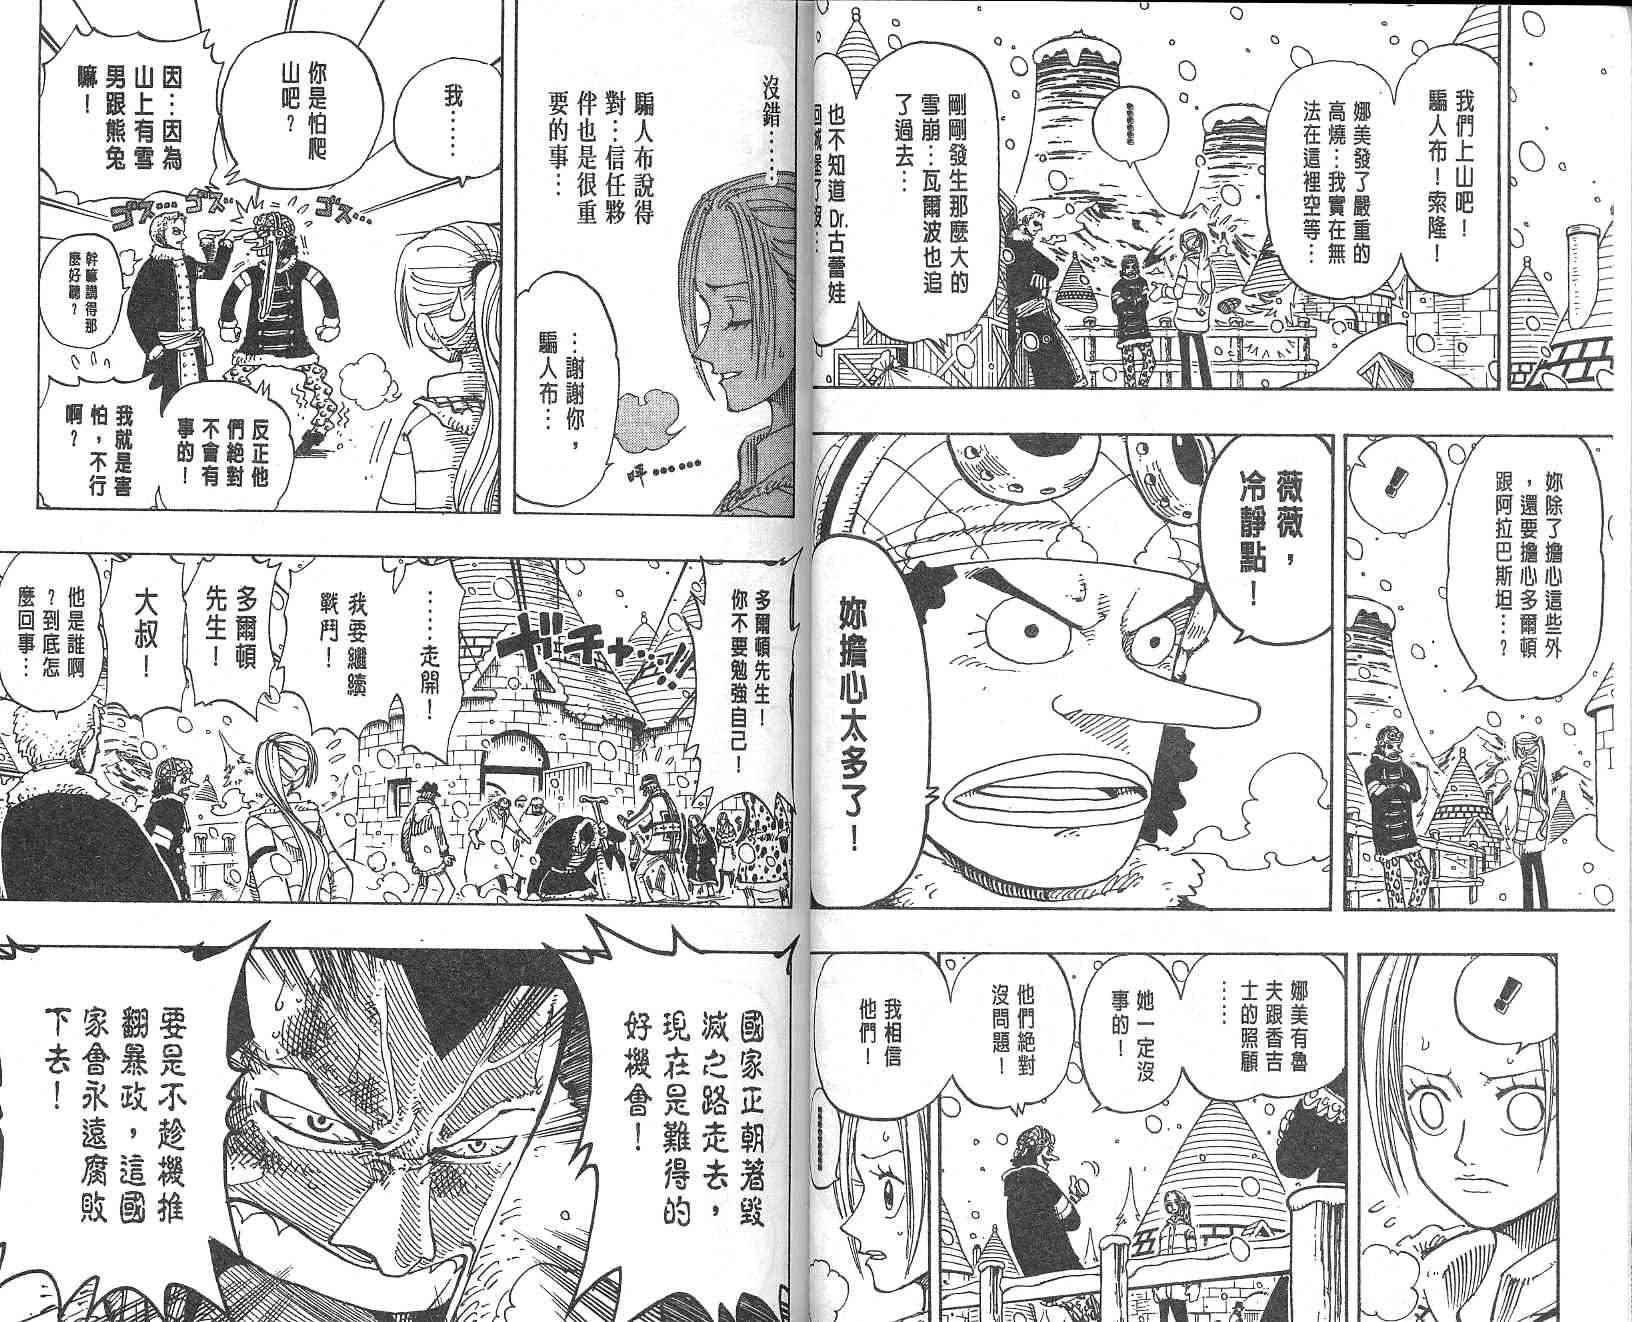 我們上山吧！
騙人布！索隆！
娜美發了嚴重的
高燒…我實在無
法在這裡空等…
…………
剛剛發生那麼大的
雪崩…瓦爾波也追
了過去…
也不知道Dr.古蕾娃
回城堡了沒…
妳除了擔心這些外
，還要擔心多爾頓
跟阿拉巴斯坦…？
！
薇薇，
冷靜點！
妳擔心太多了！
！
娜美有魯
夫跟香吉
士的照顧
……
她一定沒
事的！
他們絕對
沒問題！
我相信
他們！
…………
沒錯……
騙人布說得
對…信任夥
伴也是很重
要的事…
…謝謝你，
騙人布…
呼……
我……
你是怕爬
山吧？
因…因為
山上有雪
男跟熊兔
嘛！
ゴス…
ゴス…
ゴス…
幹嘛講得那
麼好聽？
反正他
們絕對
不會有
事的！
我就是害
怕，不行
啊？
多爾頓先生！
你不要勉強自己！
ガチャ…!!
……走開！
我要繼續
戰鬥！
多爾頓
先生！
大叔！
他是誰啊
？到底怎
麼回事…
國家正朝著毀
滅之路走去，
現在是難得的
好機會！
要是不趁機推
翻暴政，這國
家會永遠腐敗
下去！